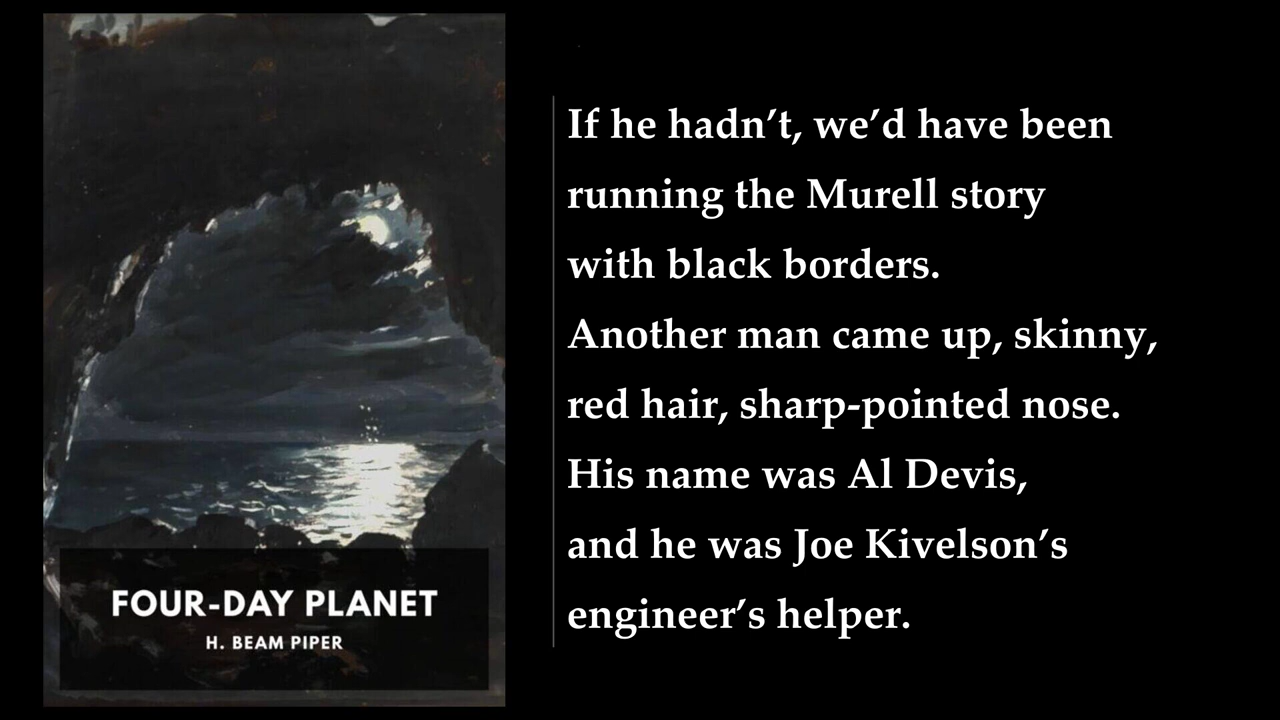 FOUR-DAY PLANET
H. BEAM PIPER
If he hadn’t, we’d have been
running the Murell story
with black borders.
Another man came up, skinny,
red hair, sharp-pointed nose.
His name was Al Devis,
and he was Joe Kivelson’s
engineer’s helper.